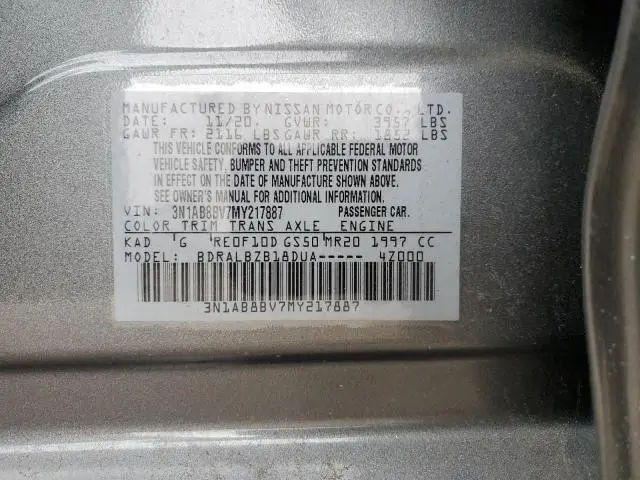 MANUFACTURED BY NISSAN MOTOR CO., LTD.
DATE: 11/20. GVWR: 3957 LBS
GAWR FR: 2116 LBS GAWR RR: 1852 LBS
THIS VEHICLE CONFORMS TO ALL APPLICABLE FEDERAL MOTOR
VEHICLE SAFETY, BUMPER AND THEFT PREVENTION STANDARDS
IN EFFECT ON THE DATE OF MANUFACTURE SHOWN ABOVE.
SEE OWNER'S MANUAL FOR ADDITIONAL INFORMATION.
VIN: 3N1AB8BV7MY217887 PASSENGER CAR.
COLOR TRIM TRANS AXLE ENGINE
KAD G RE0F10D GS50 MR20 1997 CC
MODEL: BDRALBZB18DUA----- 4Z000
3N1AB8BV7MY217887